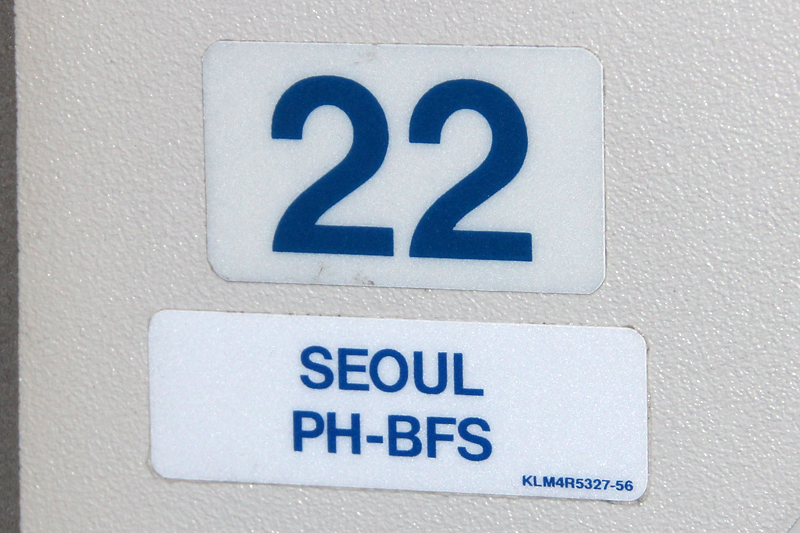 22
SEOUL
PH-BFS
KLM4R5327-56